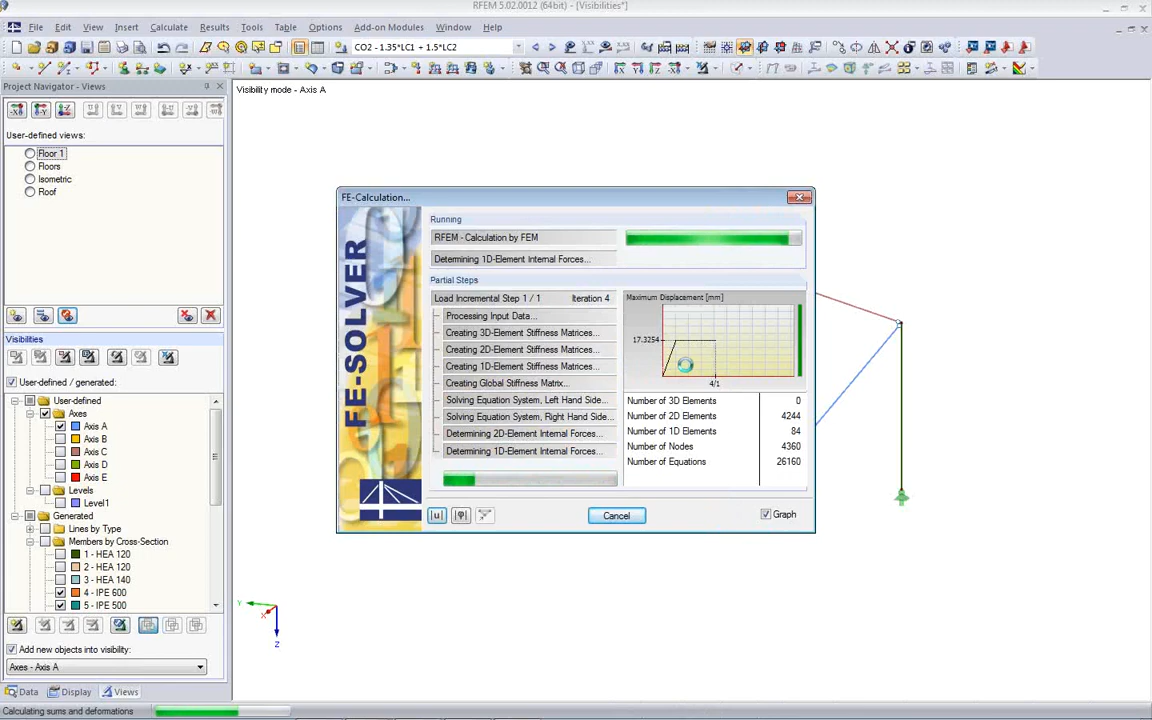 RFEM 5.02.0012 (64bit) - [Visibilities*]
File Edit View Insert Calculate Results Tools Table Options Add-on Modules Window Help
CO2 - 1.35*LC1 + 1.5*LC2
Project Navigator - Views
Visibility mode - Axis A
User-defined views:
Floor 1
Floors
Isometric
Roof
Visibilities
User-defined / generated:
User-defined
Axes
Axis A
Axis B
Axis C
Axis D
Axis E
Levels
Level1
Generated
Lines by Type
Members by Cross-Section
1 - HEA 120
2 - HEA 120
3 - HEA 140
4 - IPE 600
5 - IPE 500
Add new objects into visibility:
Axes - Axis A
Data Display Views
Calculating sums and deformations
FE-Calculation...
FE-SOLVER
Running
RFEM - Calculation by FEM
Determining 1D-Element Internal Forces...
Partial Steps
Load Incremental Step 1 / 1 Iteration 4
Processing Input Data...
Creating 3D-Element Stiffness Matrices...
Creating 2D-Element Stiffness Matrices...
Creating 1D-Element Stiffness Matrices...
Creating Global Stiffness Matrix...
Solving Equation System, Left Hand Side...
Solving Equation System, Right Hand Side...
Determining 2D-Element Internal Forces...
Determining 1D-Element Internal Forces...
Maximum Displacement [mm]
17.3254
4/1
Number of 3D Elements 0
Number of 2D Elements 4244
Number of 1D Elements 84
Number of Nodes 4360
Number of Equations 26160
Cancel
Graph
Y
X
Z